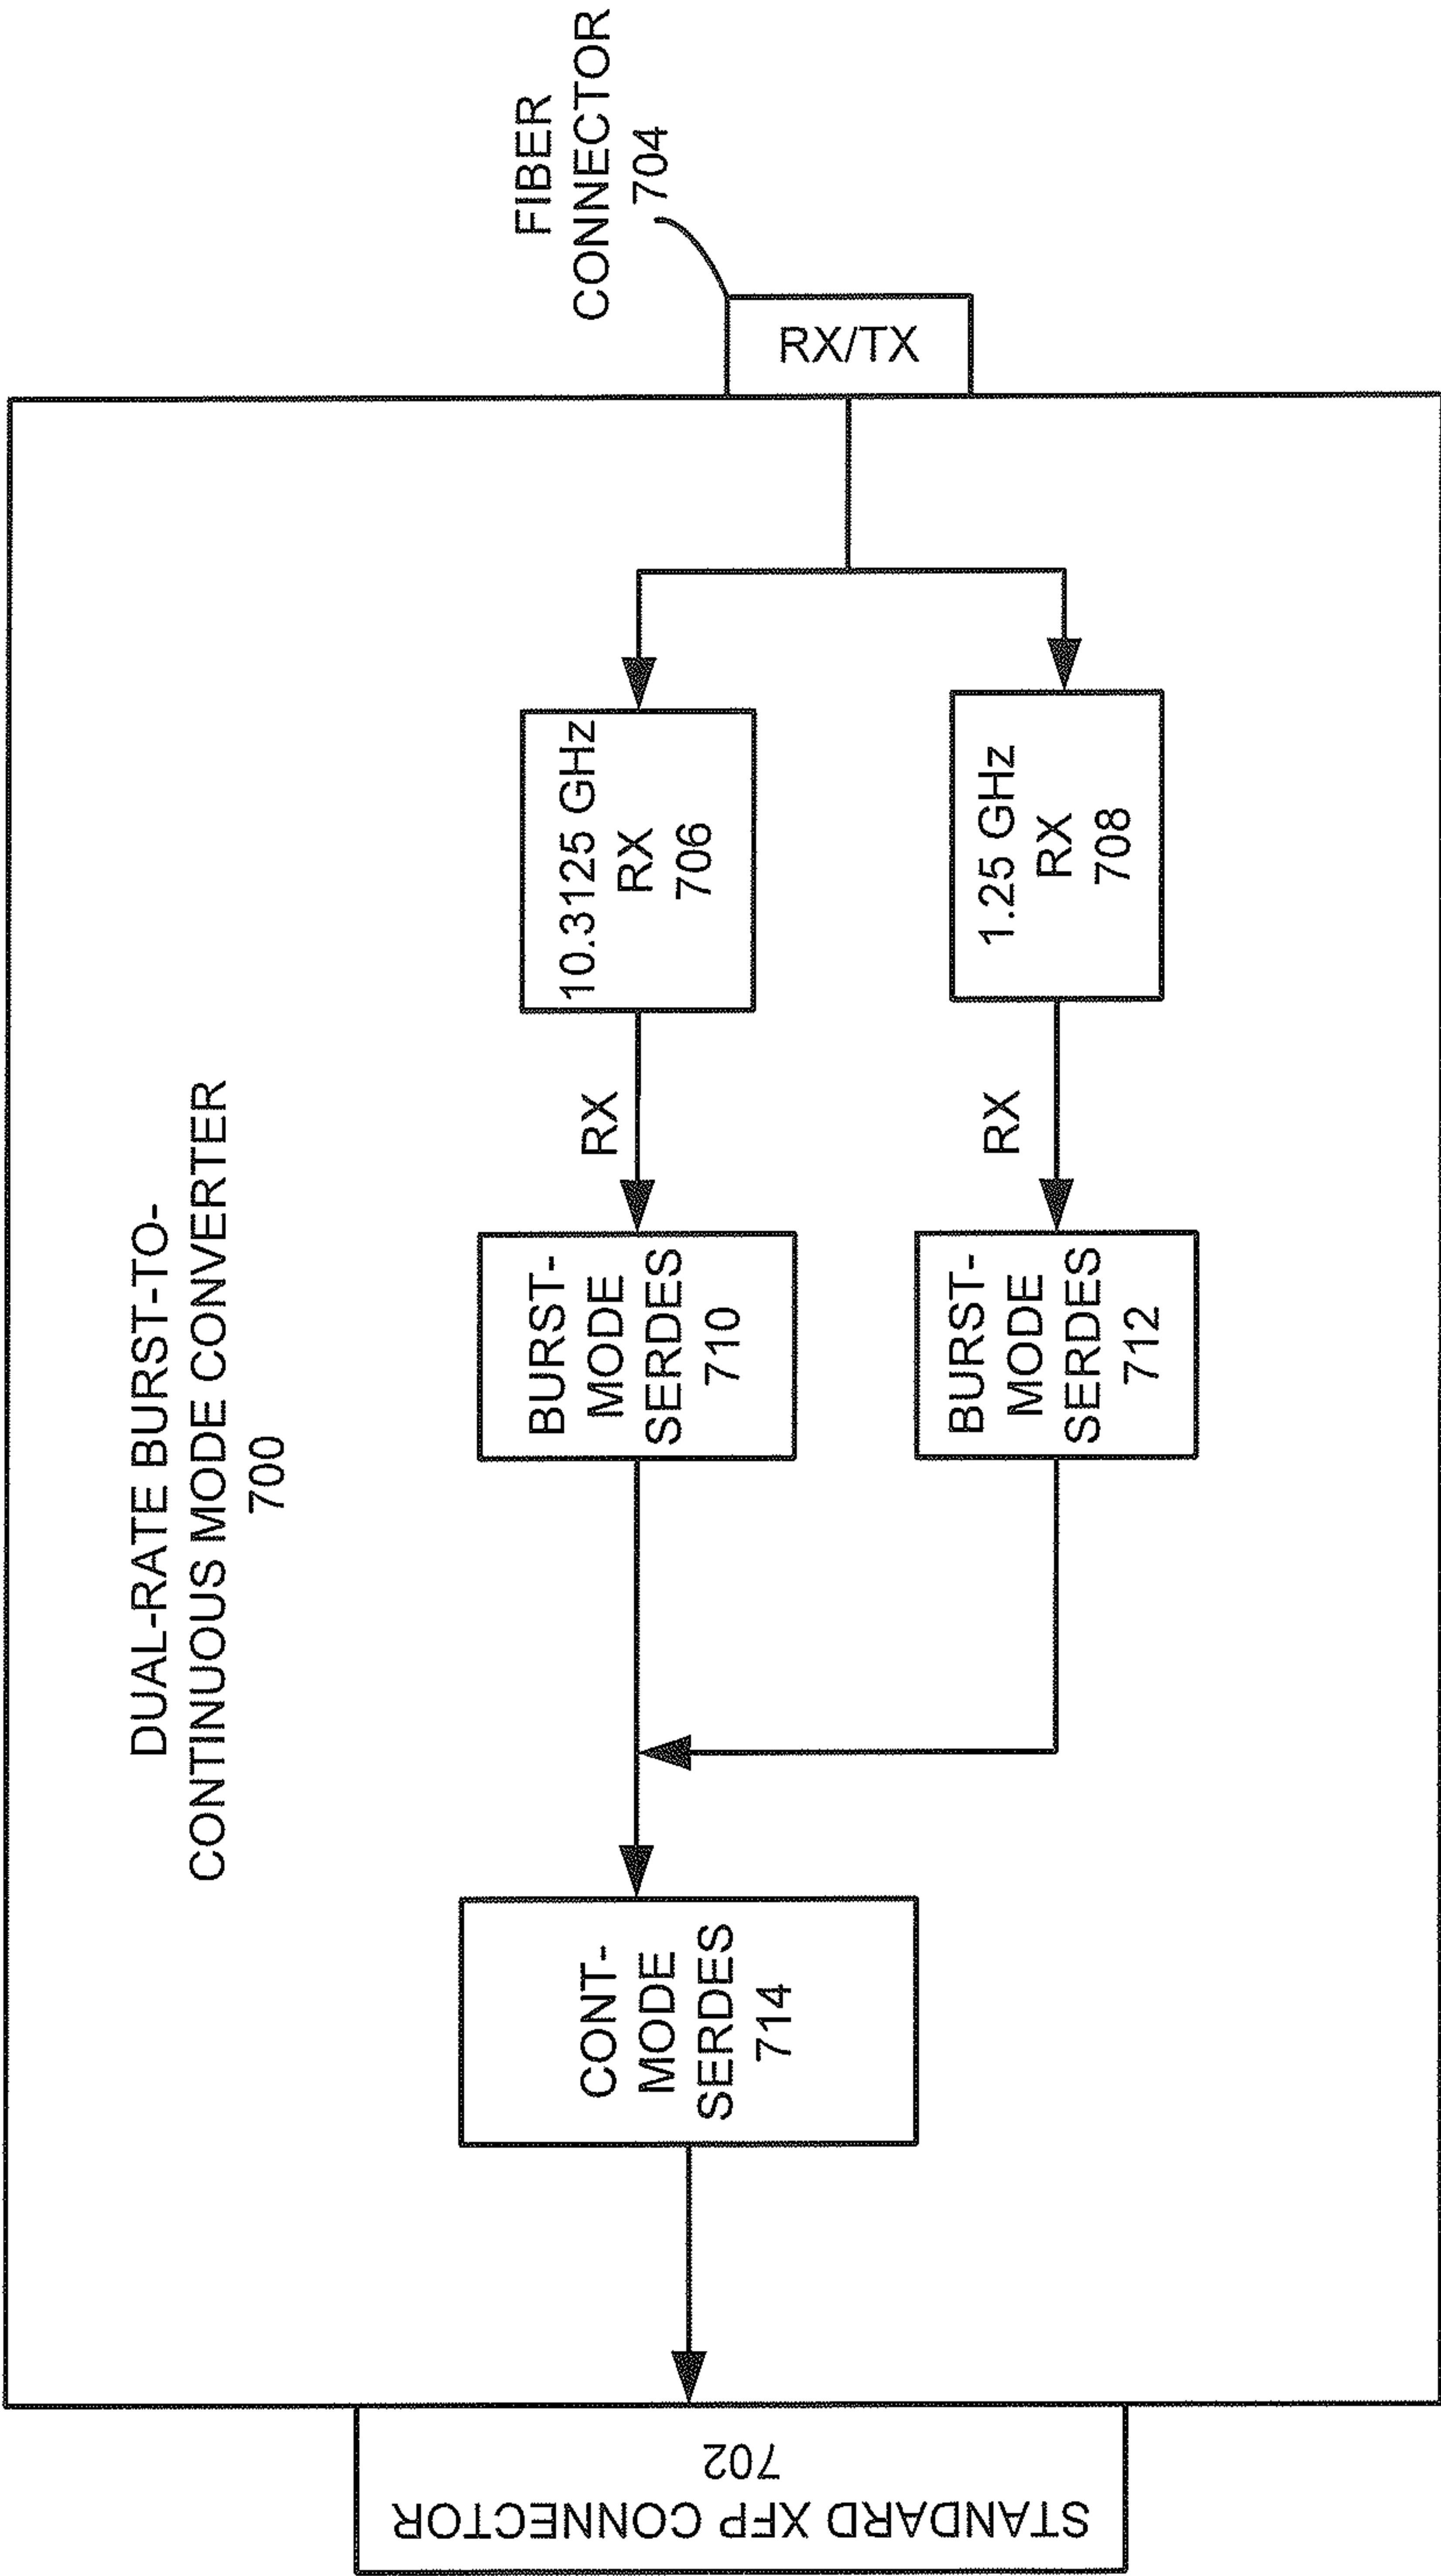 DUAL-RATE BURST-TO-
CONTINUOUS MODE CONVERTER
700
FIBER
CONNECTOR
704
RX/TX
10.3125 GHz
RX
706
1.25 GHz
RX
708
RX
RX
BURST-
MODE
SERDES
710
BURST-
MODE
SERDES
712
CONT-
MODE
SERDES
714
STANDARD XFP CONNECTOR
702